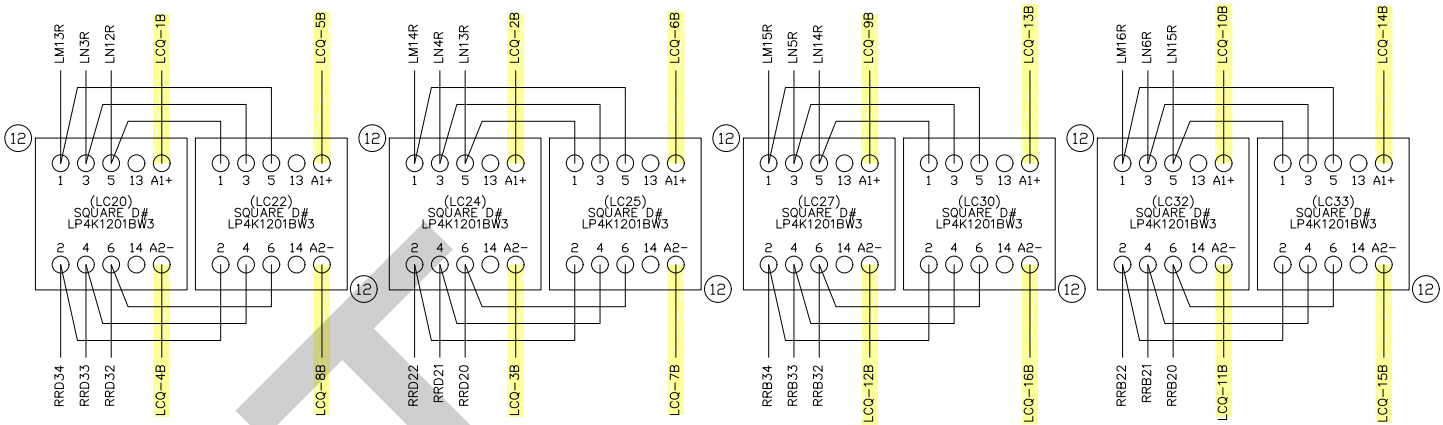 LM13R LN3R LN12R LCQ-1B LCQ-5B LM14R LN4R LN13R LCQ-2B LCQ-6B LM15R LN5R LN14R LCQ-9B LCQ-13B LM16R LN6R LN15R LCQ-10B LCQ-14B
12 12 12 12
1 3 5 13 A1+ 1 3 5 13 A1+ 1 3 5 13 A1+ 1 3 5 13 A1+ 1 3 5 13 A1+ 1 3 5 13 A1+ 1 3 5 13 A1+ 1 3 5 13 A1+
(LC20) (LC22) (LC24) (LC25) (LC27) (LC30) (LC32) (LC33)
SQUARE D# SQUARE D# SQUARE D# SQUARE D# SQUARE D# SQUARE D# SQUARE D# SQUARE D#
LP4K1201BW3 LP4K1201BW3 LP4K1201BW3 LP4K1201BW3 LP4K1201BW3 LP4K1201BW3 LP4K1201BW3 LP4K1201BW3
2 4 6 14 A2- 2 4 6 14 A2- 2 4 6 14 A2- 2 4 6 14 A2- 2 4 6 14 A2- 2 4 6 14 A2- 2 4 6 14 A2- 2 4 6 14 A2-
12 12 12 12
RRD34 RRD33 RRD32 LCQ-4B LCQ-8B RRD22 RRD21 RRD20 LCQ-3B LCQ-7B RRB34 RRB33 RRB32 LCQ-12B LCQ-16B RRB22 RRB21 RRB20 LCQ-11B LCQ-15B